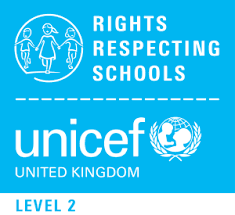 RIGHTS
RESPECTING
SCHOOLS
unicef
UNITED KINGDOM
LEVEL 2